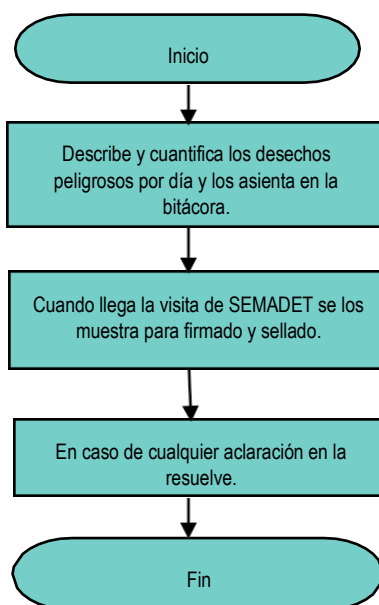 Inicio
Describe y cuantifica los desechos
peligrosos por día y los asienta en la
bitácora.
Cuando llega la visita de SEMADET se los
muestra para firmado y sellado.
En caso de cualquier aclaración en la
resuelve.
Fin